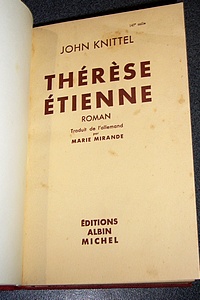 JOHN KNITTEL
THÉRÈSE
ÉTIENNE
ROMAN
Traduit de l'allemand
par
MARIE MIRANDE
ÉDITIONS
ALBIN
MICHEL